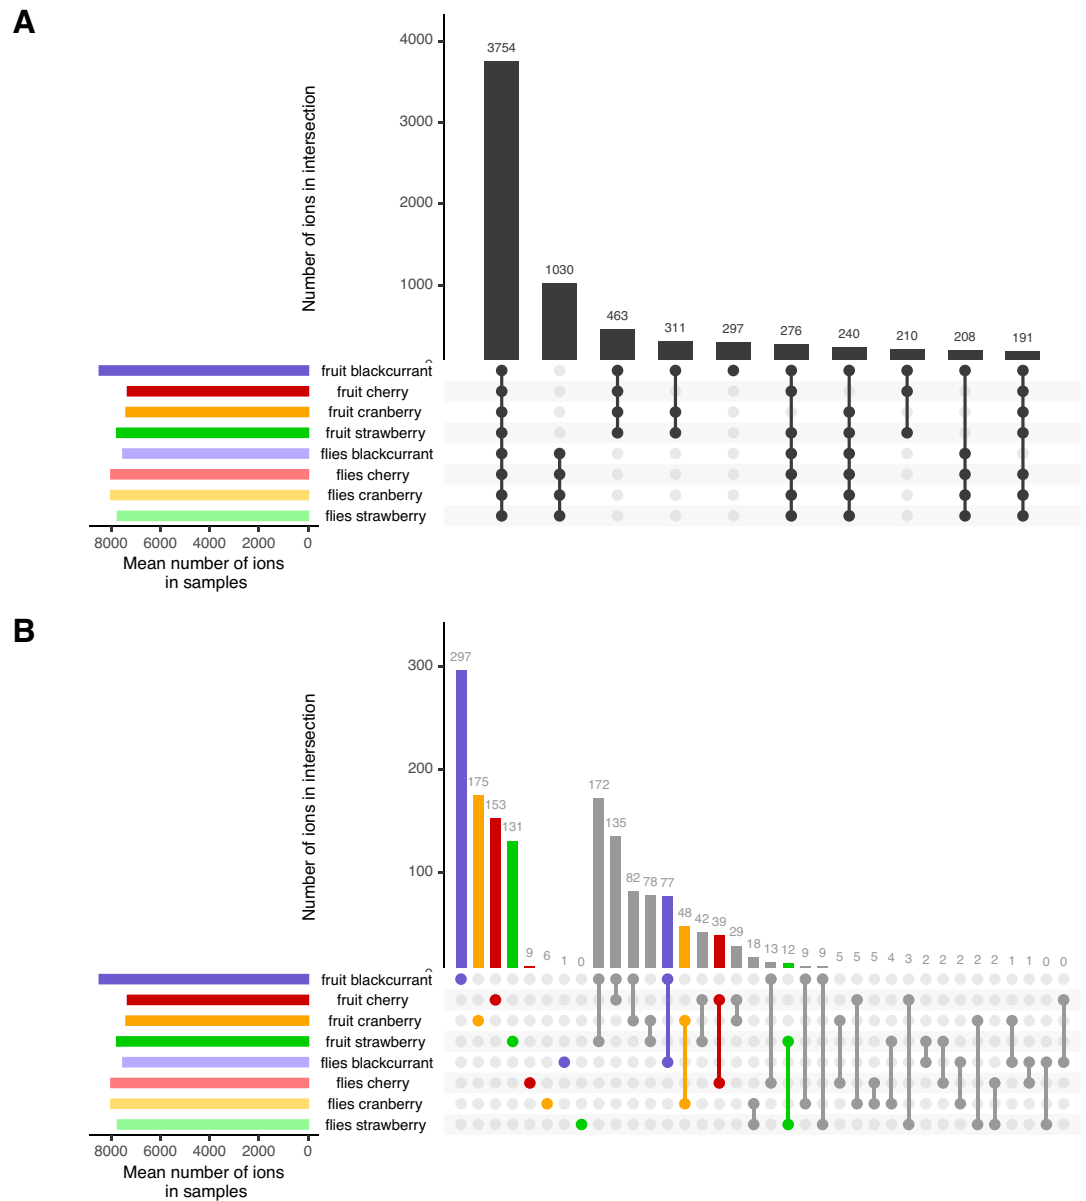 A
Number of ions in intersection
4000
3000
2000
1000
0
3754
1030
463
311
297
276
240
210
208
191
fruit blackcurrant
fruit cherry
fruit cranberry
fruit strawberry
flies blackcurrant
flies cherry
flies cranberry
flies strawberry
8000 6000 4000 2000 0
Mean number of ions
in samples
B
Number of ions in intersection
300
200
100
0
297
175
153
131
9
6
1
0
172
135
82
78
77
48
42
39
29
18
13
12
9
9
5
5
5
4
3
2
2
2
2
2
1
1
0
0
fruit blackcurrant
fruit cherry
fruit cranberry
fruit strawberry
flies blackcurrant
flies cherry
flies cranberry
flies strawberry
8000 6000 4000 2000 0
Mean number of ions
in samples